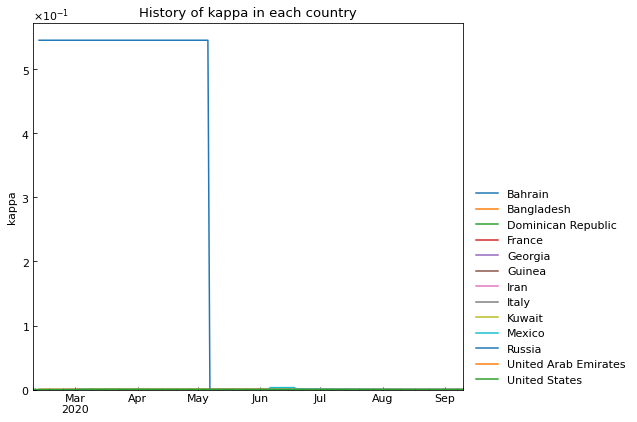 History of kappa in each country
×10⁻¹
5
4
3
2
1
0
kappa
Mar
2020
Apr
May
Jun
Jul
Aug
Sep
Bahrain
Bangladesh
Dominican Republic
France
Georgia
Guinea
Iran
Italy
Kuwait
Mexico
Russia
United Arab Emirates
United States